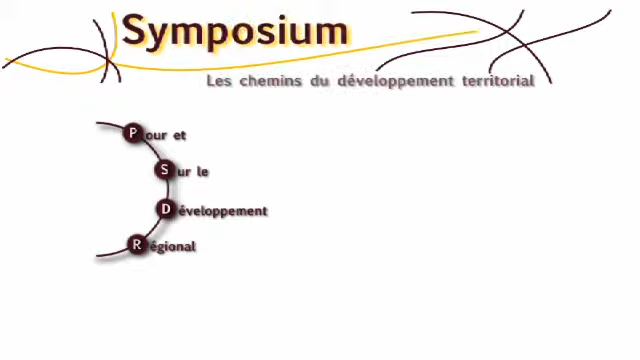 Symposium
Les chemins du développement territorial
Pour et
Sur le
Développement
Régional